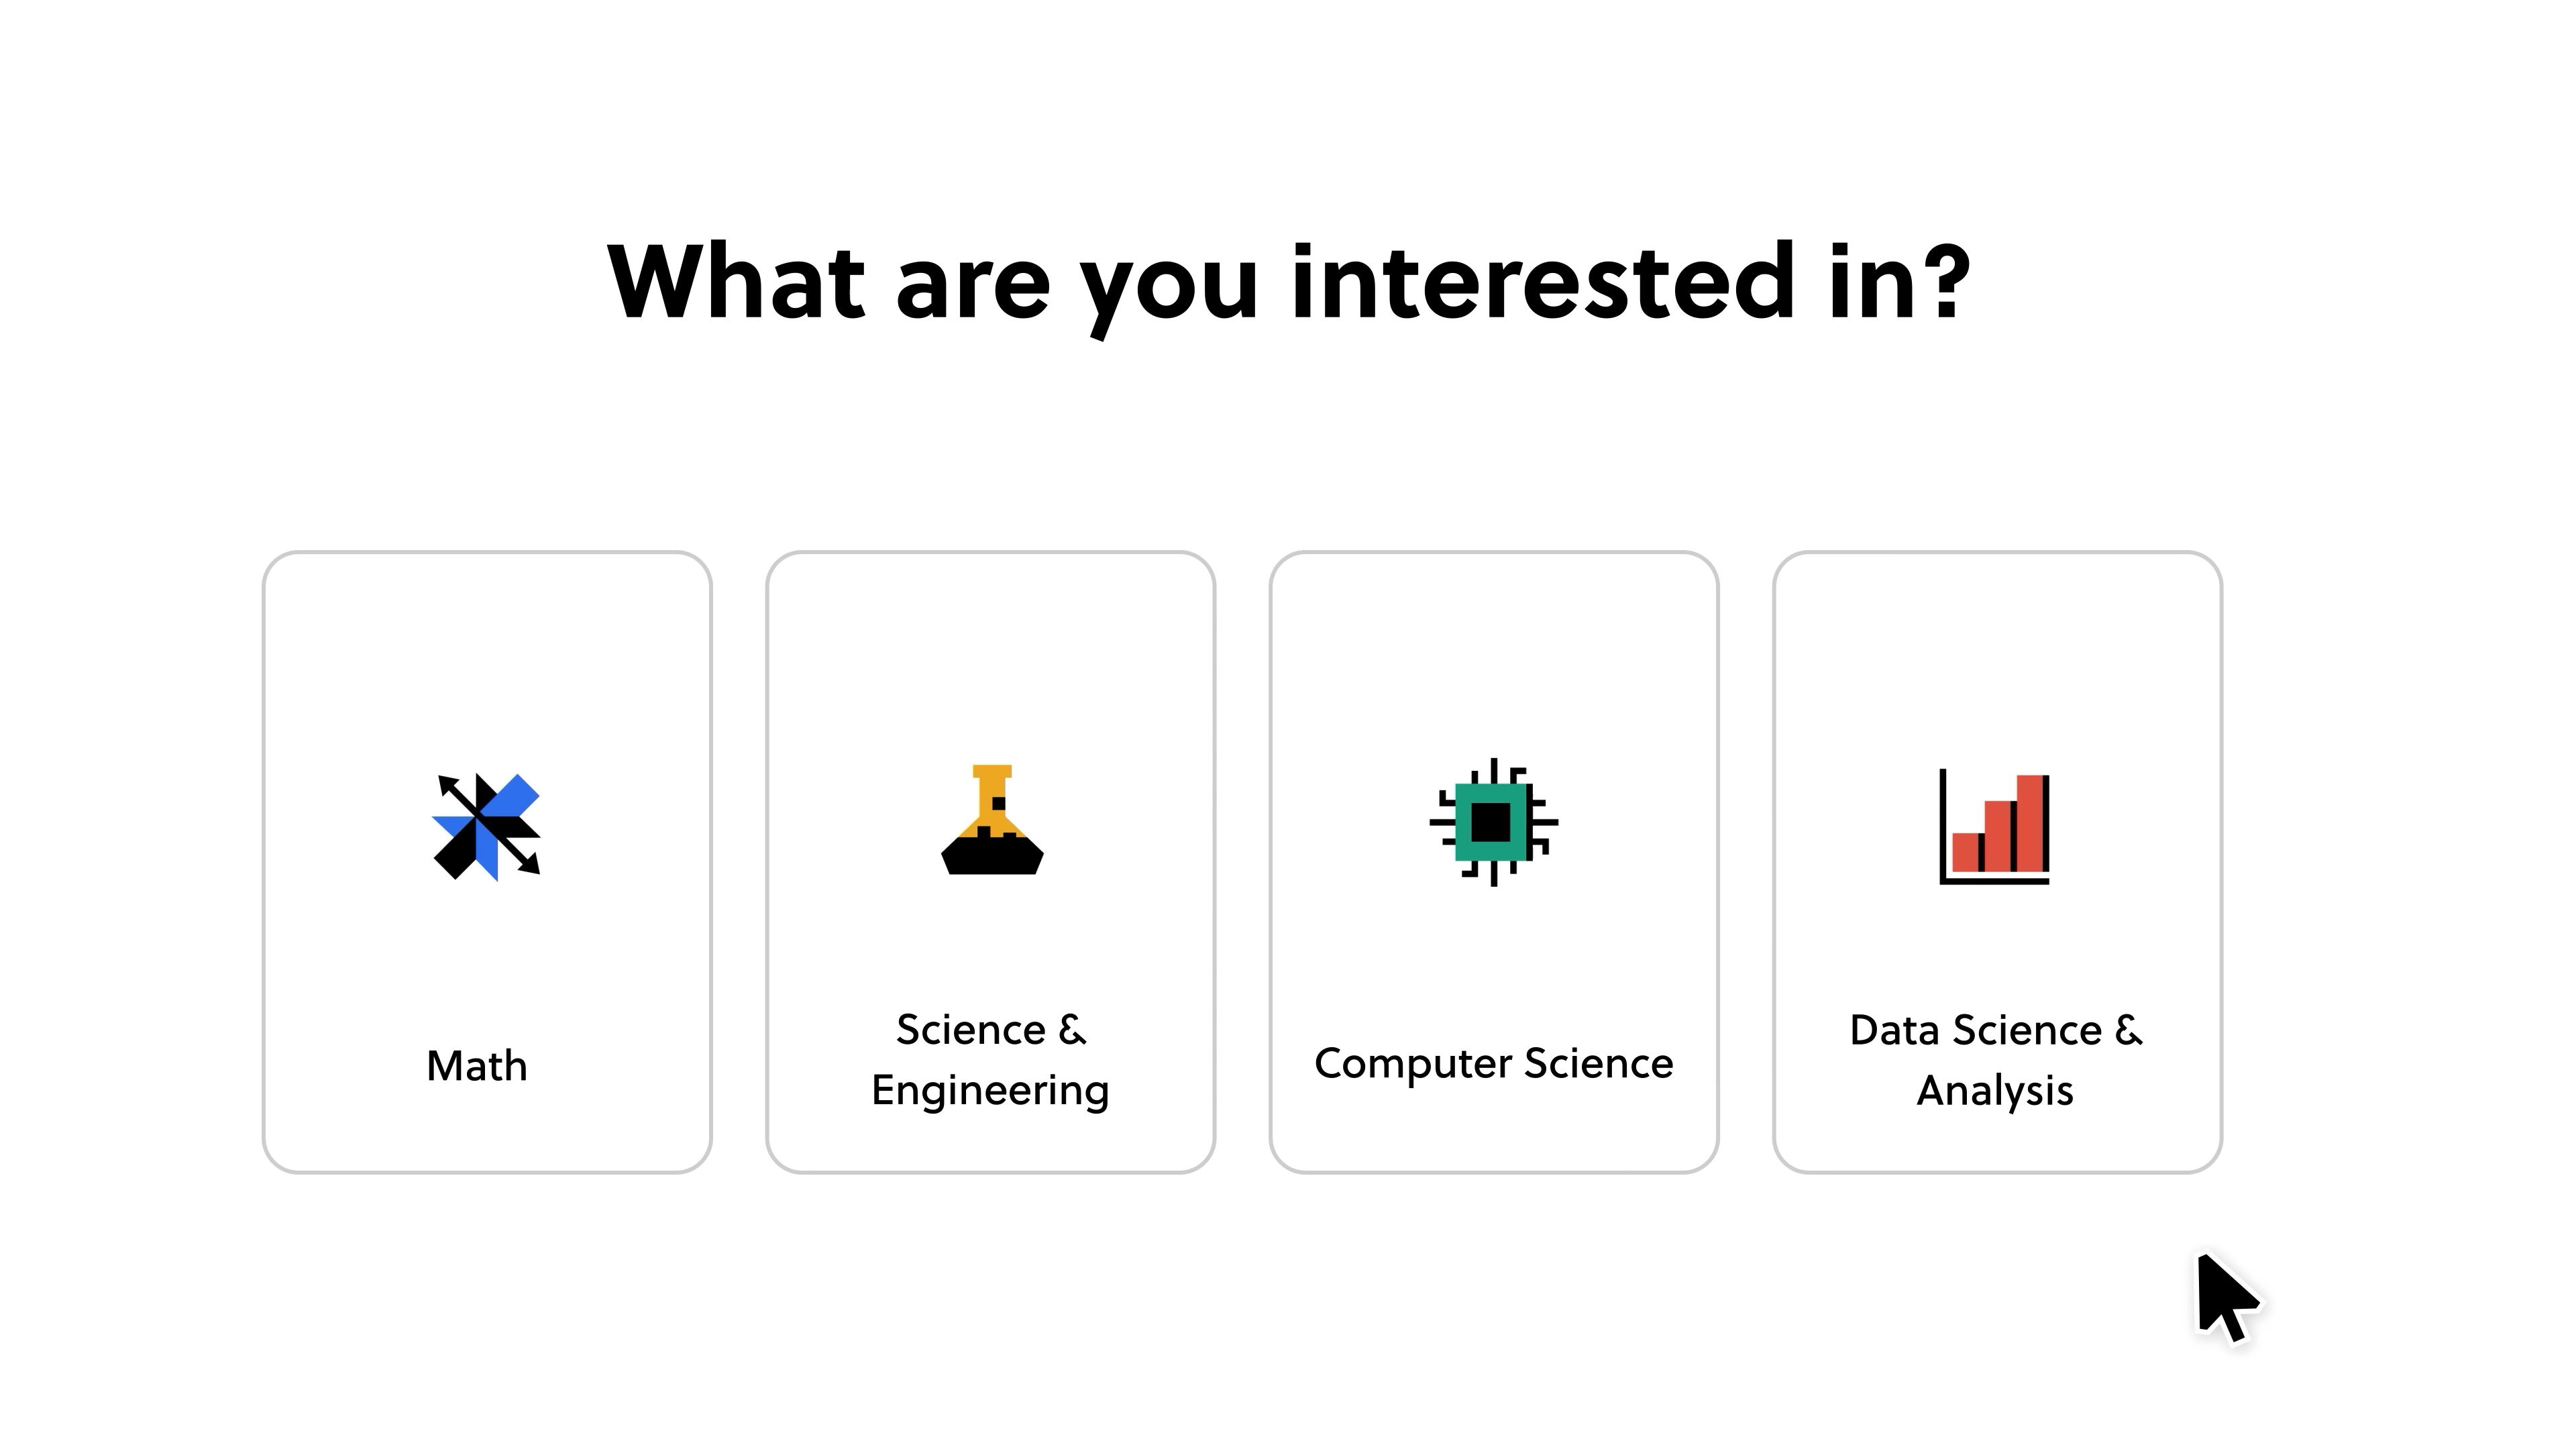 What are you interested in?
Math
Science &
Engineering
Computer Science
Data Science &
Analysis